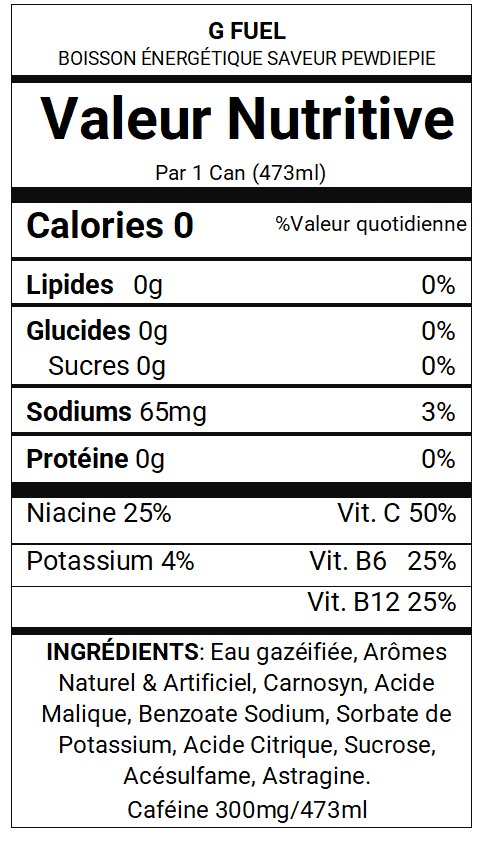 G FUEL
BOISSON ÉNERGÉTIQUE SAVEUR PEWDIEPIE
Valeur Nutritive
Par 1 Can (473ml)
Calories 0 %Valeur quotidienne
Lipides 0g 0%
Glucides 0g 0%
Sucres 0g 0%
Sodiums 65mg 3%
Protéine 0g 0%
Niacine 25% Vit. C 50%
Potassium 4% Vit. B6 25%
Vit. B12 25%
INGRÉDIENTS: Eau gazéifiée, Arômes
Naturel & Artificiel, Carnosyn, Acide
Malique, Benzoate Sodium, Sorbate de
Potassium, Acide Citrique, Sucrose,
Acésulfame, Astragine.
Caféine 300mg/473ml